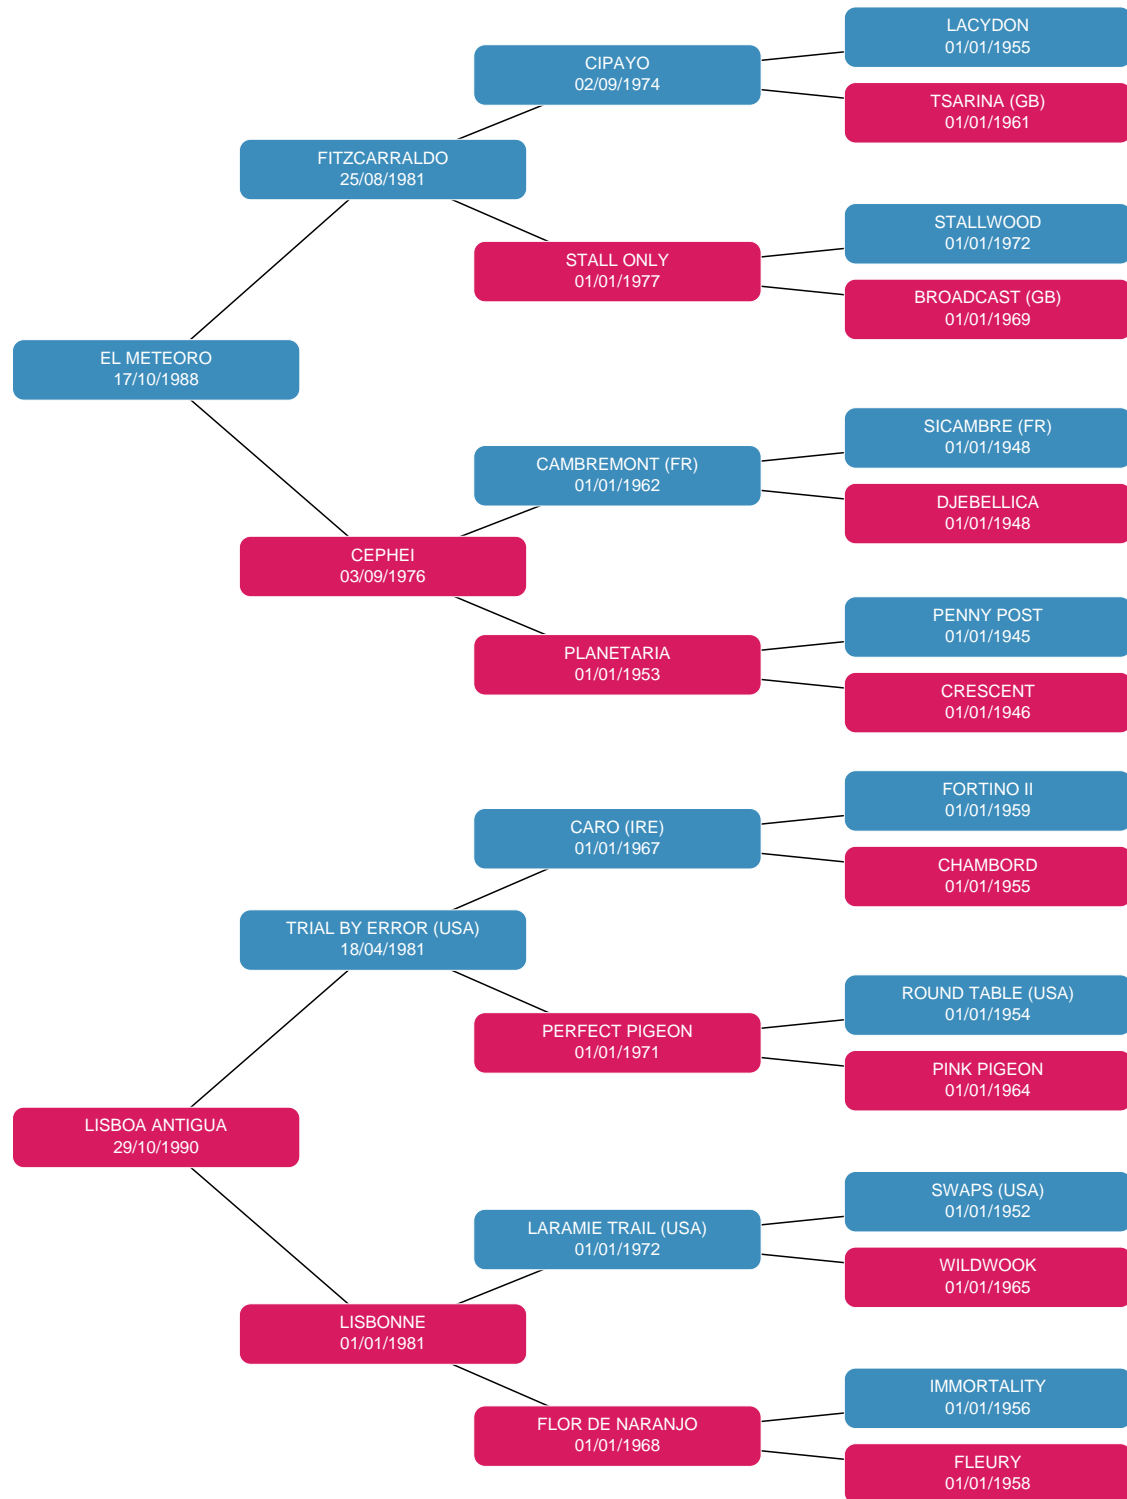 LACYDON
01/01/1955
CIPAYO
02/09/1974
TSARINA (GB)
01/01/1961
FITZCARRALDO
25/08/1981
STALLWOOD
01/01/1972
STALL ONLY
01/01/1977
BROADCAST (GB)
01/01/1969
EL METEORO
17/10/1988
SICAMBRE (FR)
01/01/1948
CAMBREMONT (FR)
01/01/1962
DJEBELLICA
01/01/1948
CEPHEI
03/09/1976
PENNY POST
01/01/1945
PLANETARIA
01/01/1953
CRESCENT
01/01/1946
FORTINO II
01/01/1959
CARO (IRE)
01/01/1967
CHAMBORD
01/01/1955
TRIAL BY ERROR (USA)
18/04/1981
ROUND TABLE (USA)
01/01/1954
PERFECT PIGEON
01/01/1971
PINK PIGEON
01/01/1964
LISBOA ANTIGUA
29/10/1990
SWAPS (USA)
01/01/1952
LARAMIE TRAIL (USA)
01/01/1972
WILDWOOK
01/01/1965
LISBONNE
01/01/1981
IMMORTALITY
01/01/1956
FLOR DE NARANJO
01/01/1968
FLEURY
01/01/1958